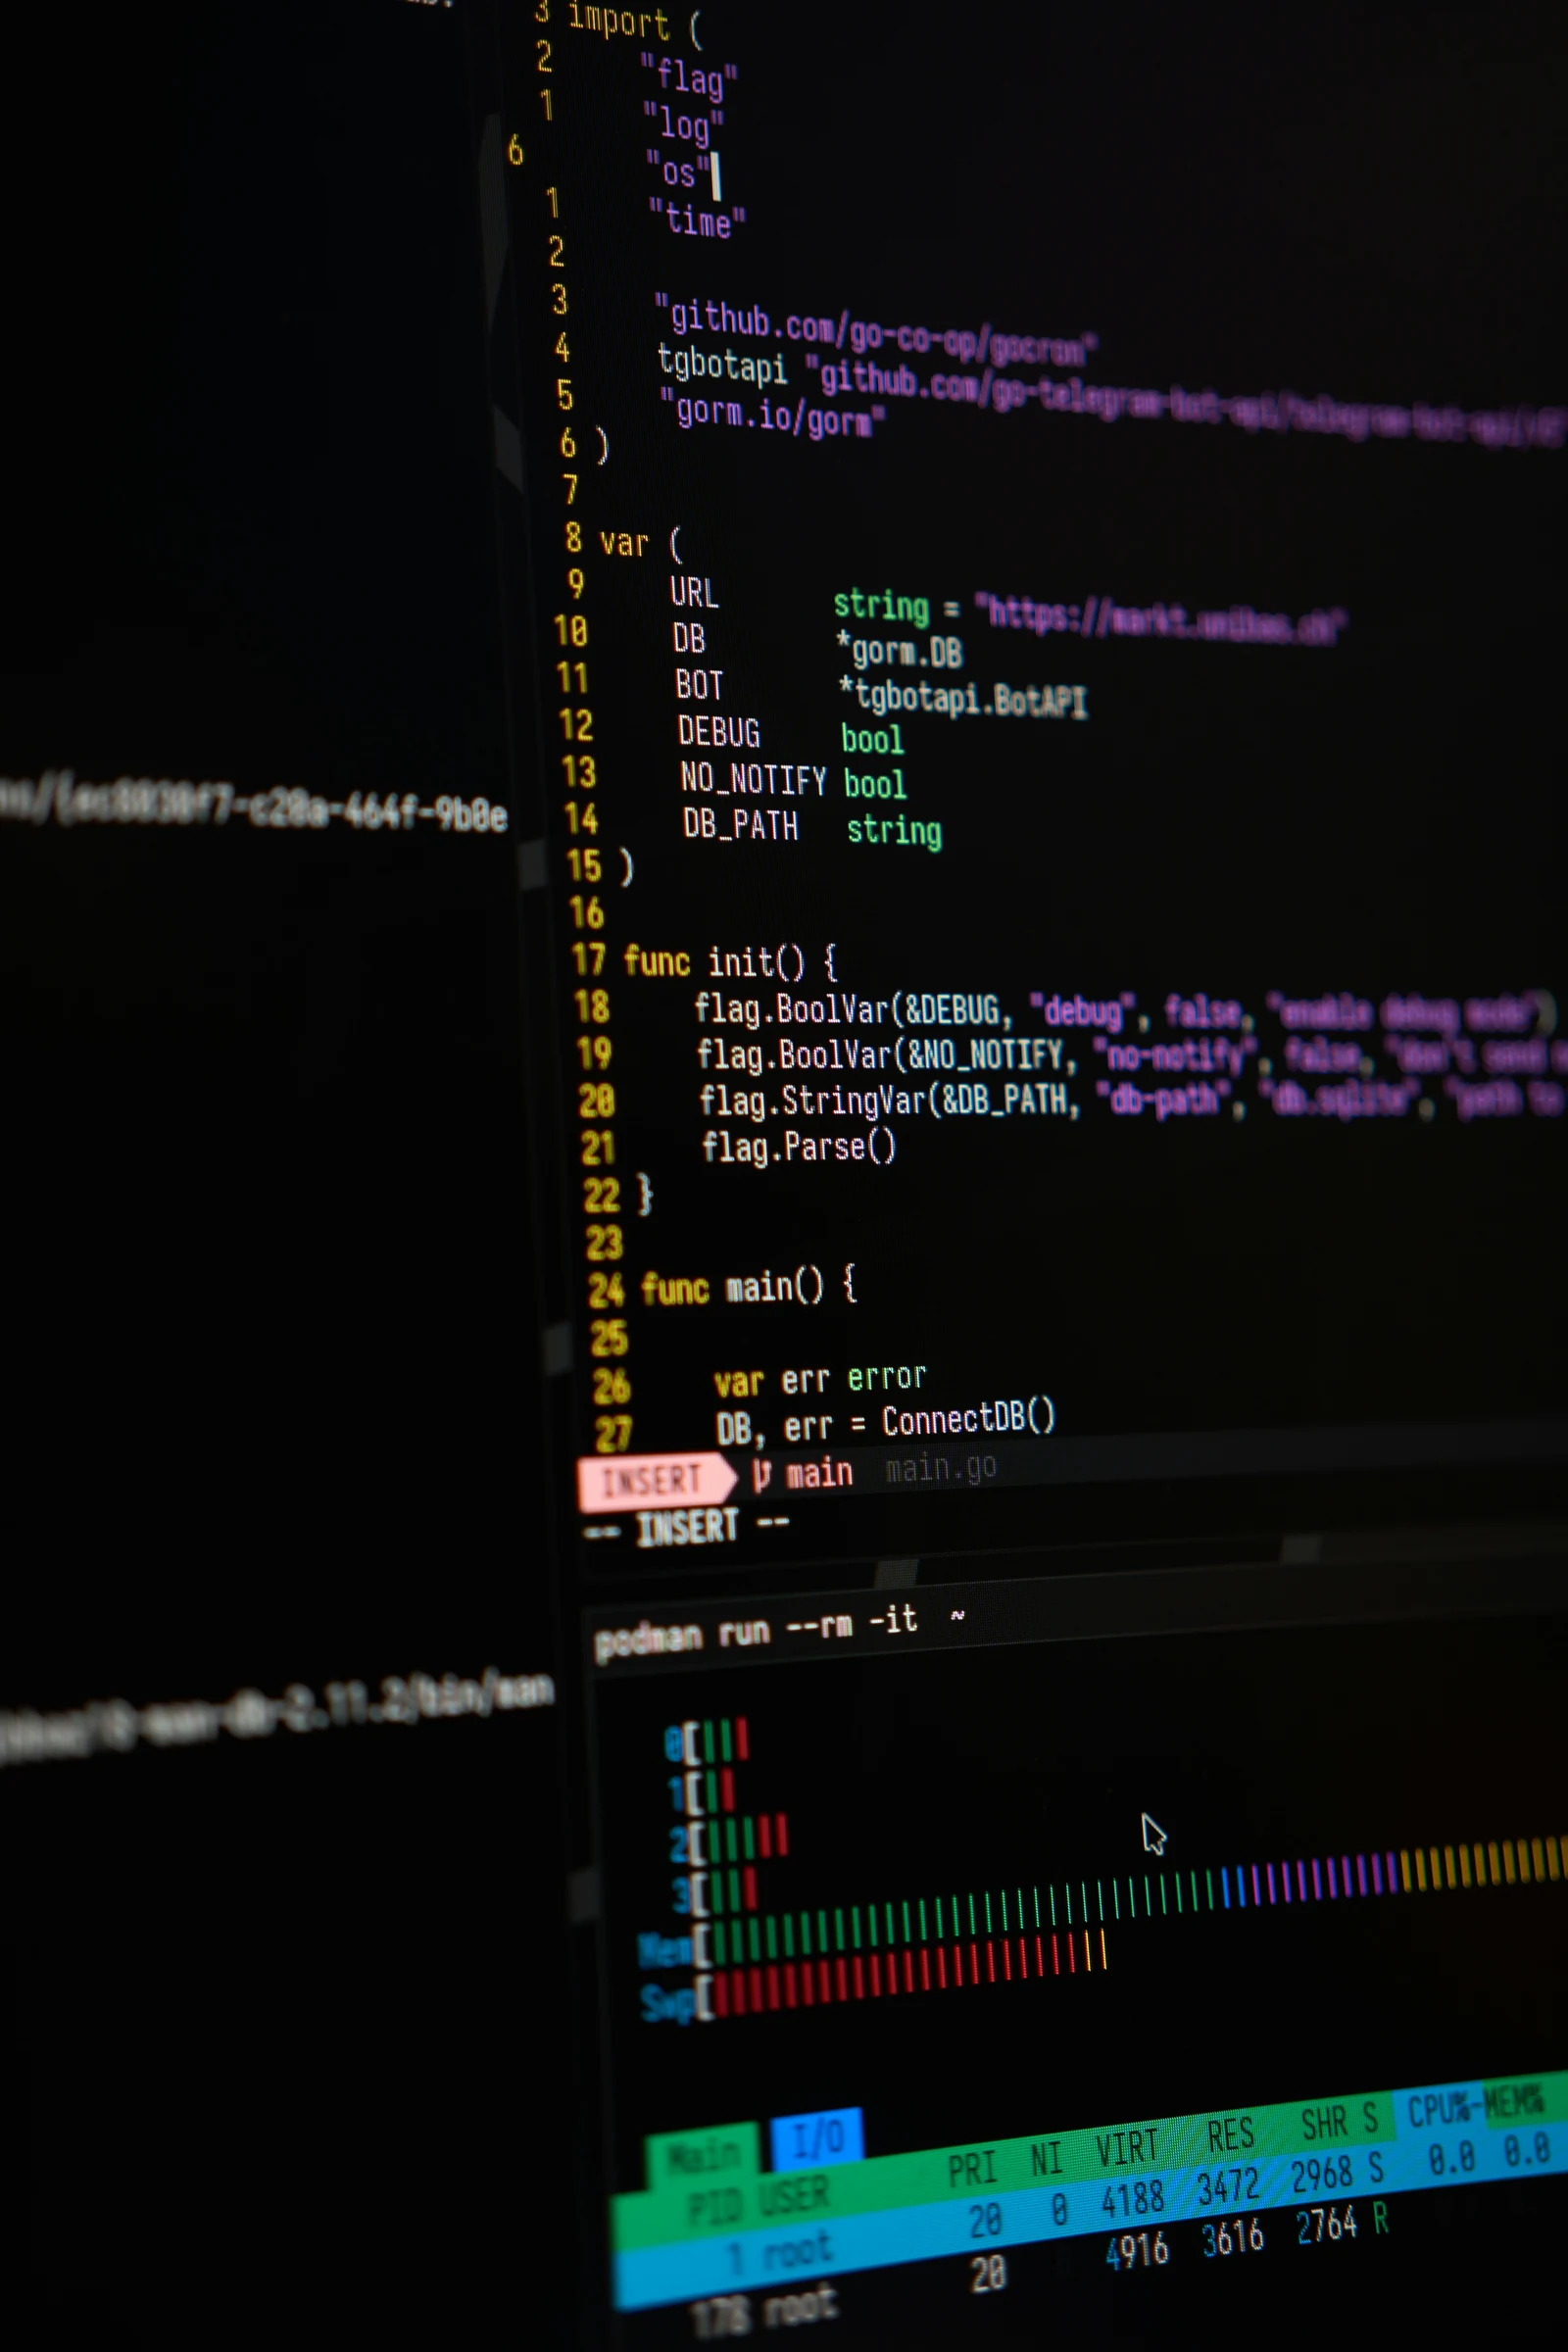 3 import (
2 "flag"
1 "log"
6 "os"
1 "time"
2
3 "github.com/go-co-op/gocron"
4 tgbotapi "github.com/go-telegram-bot-api/telegram-bot-api/
5 "gorm.io/gorm"
6 )
7
8 var (
9 URL string = "https://markt.unibas.ch"
10 DB *gorm.DB
11 BOT *tgbotapi.BotAPI
12 DEBUG bool
13 NO_NOTIFY bool
14 DB_PATH string
15 )
16
17 func init() {
18 flag.BoolVar(&DEBUG, "debug", false, "enable debug mode")
19 flag.BoolVar(&NO_NOTIFY, "no-notify", false, "don't send
20 flag.StringVar(&DB_PATH, "db-path", "db.sqlite", "path to
21 flag.Parse()
22 }
23
24 func main() {
25
26 var err error
27 DB, err = ConnectDB()
INSERT main main.go
-- INSERT --
-c20a-464f-9b0e
-man-db-2.11.2/bin/man
podman run --rm -it ~
0[|||
1[||
2[|||||
3[||||
Mem[
Swp[
Main I/O
PID USER PRI NI VIRT RES SHR S CPU%-MEM%
1 root 20 0 4188 3472 2968 S 0.0 0.0
178 root 20 4916 3616 2764 R